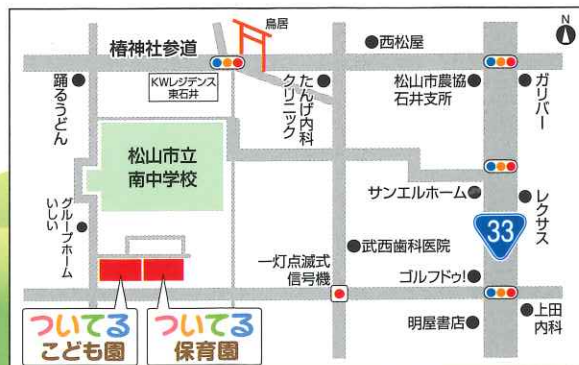 鳥居
N
椿神社参道
西松屋
踊るうどん
KWレジデンス
東石井
たんげ内科
クリニック
松山市農協
石井支所
ガリバー
松山市立
南中学校
サンエルホーム
レクサス
グループホーム
いしい
33
武西歯科医院
一灯点滅式
信号機
ゴルフドゥ!
明屋書店
上田
内科
ついてる
こども園
ついてる
保育園